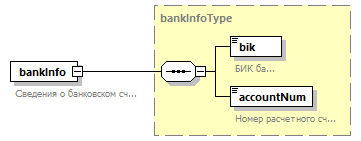 bankInfoType
bankInfo
Сведения о банковском сч...
bik
БИК ба...
accountNum
Номер расчетного сч...